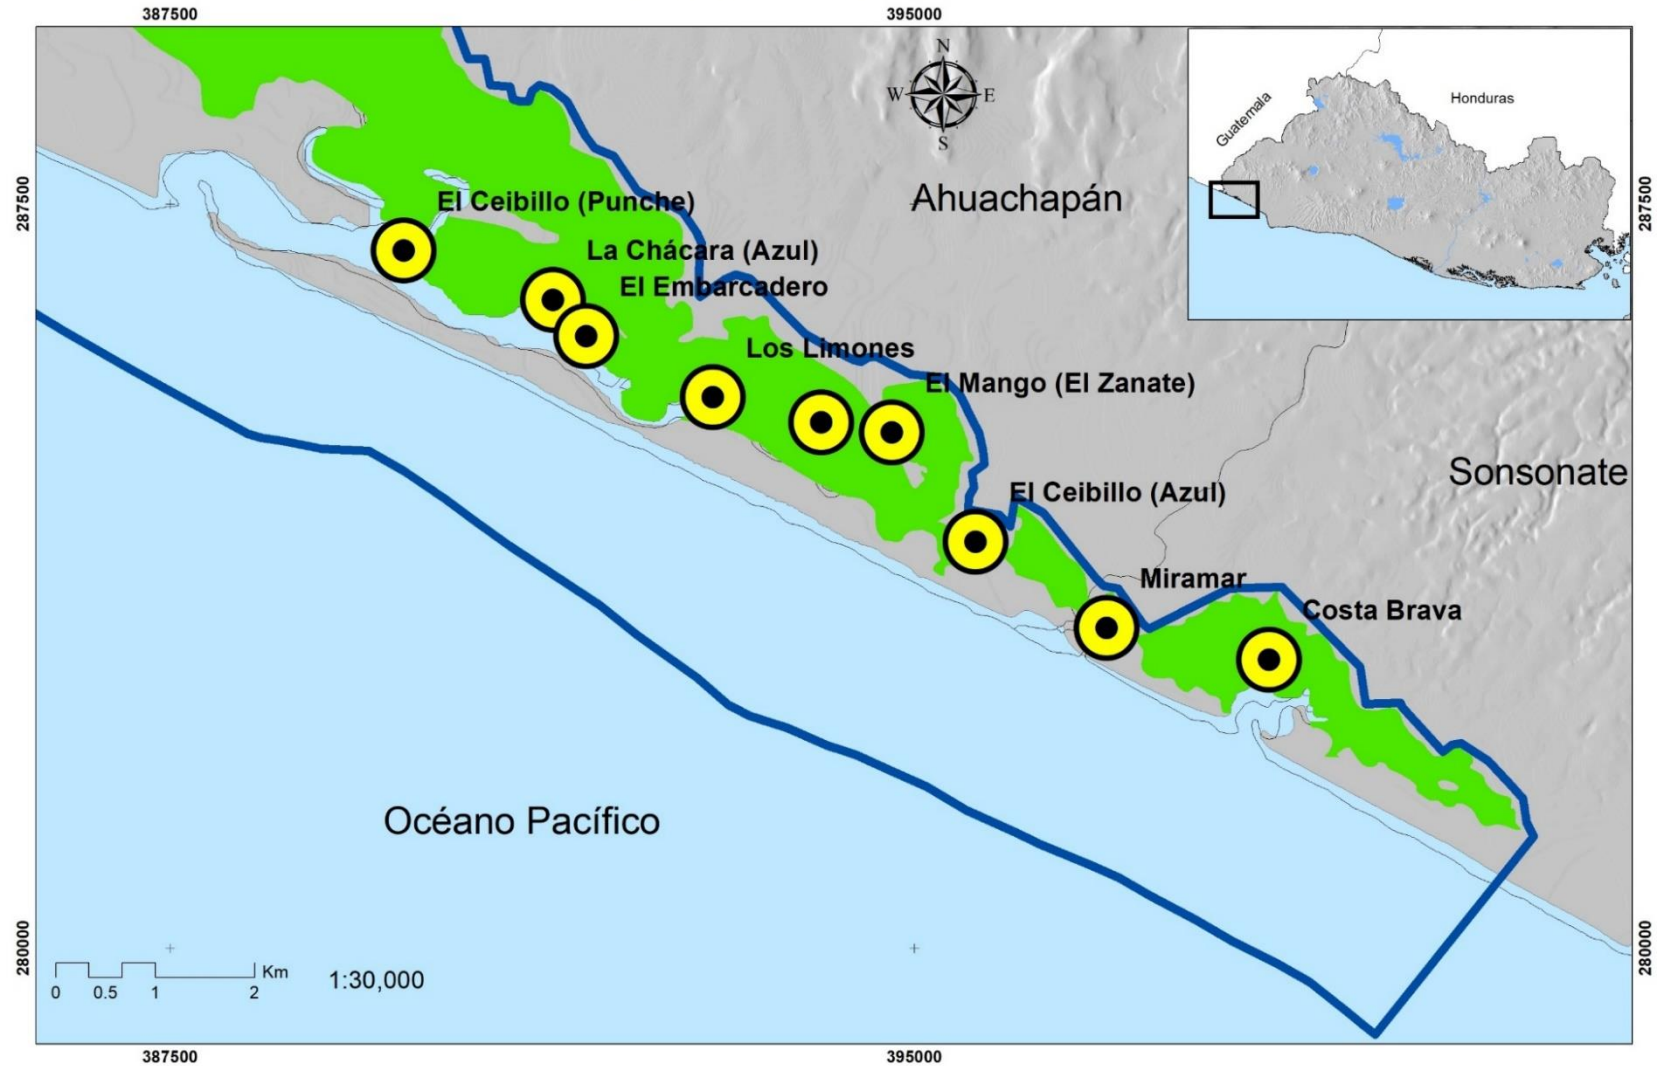 387500
395000
N
W
E
S
Guatemala
Honduras
287500
287500
El Ceibillo (Punche)
Ahuachapán
La Chácara (Azul)
El Embarcadero
Los Limones
El Mango (El Zanate)
Sonsonate
El Ceibillo (Azul)
Miramar
Costa Brava
Océano Pacífico
280000
280000
Km
1:30,000
0 0.5 1 2
387500
395000